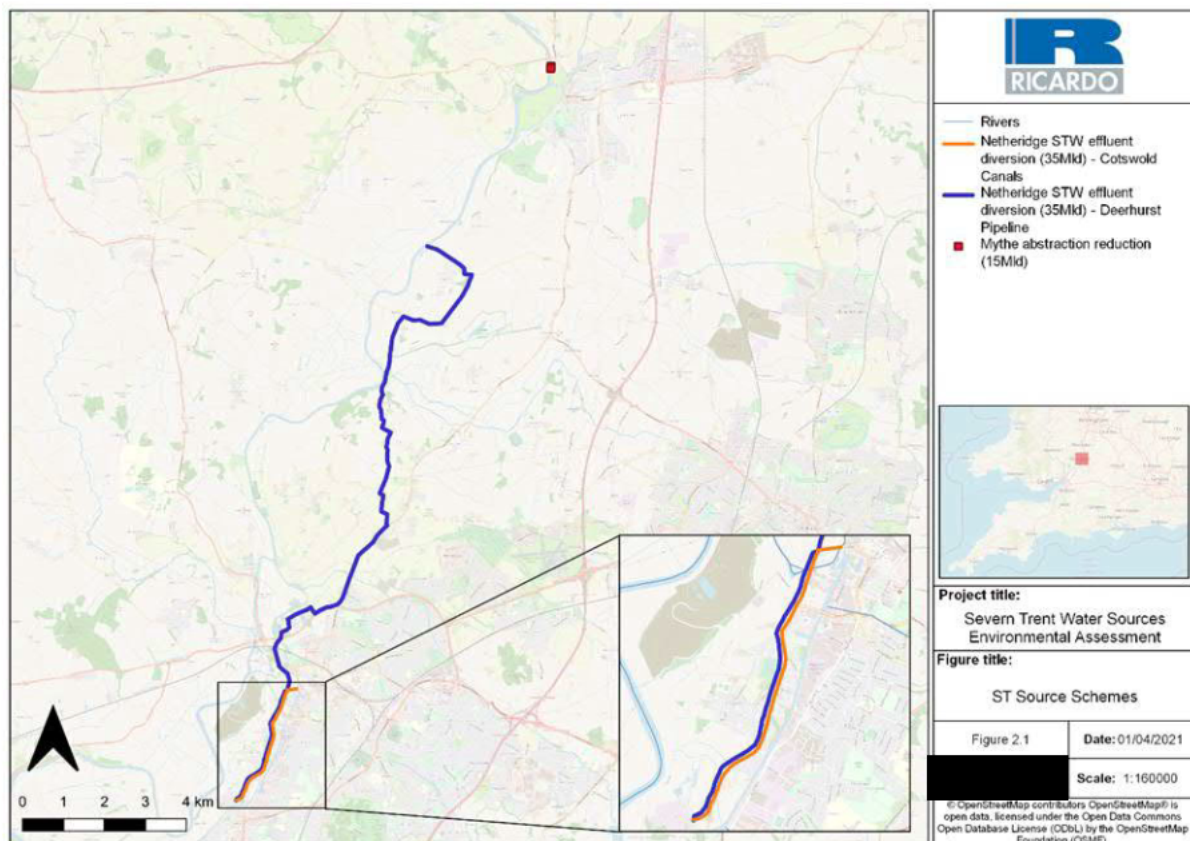 RICARDO
Rivers
Netheridge STW effluent
diversion (35Mld) - Cotswold
Canals
Netheridge STW effluent
diversion (35Mld) - Deerhurst
Pipeline
Mythe abstraction reduction
(15Mld)
Project title:
Severn Trent Water Sources
Environmental Assessment
Figure title:
ST Source Schemes
Figure 2.1
Date: 01/04/2021
Scale: 1:160000
© OpenStreetMap contributors OpenStreetMap® is
open data, licensed under the Open Data Commons
Open Database License (ODbL) by the OpenStreetMap
Foundation (OSMF)
0 1 2 3 4 km